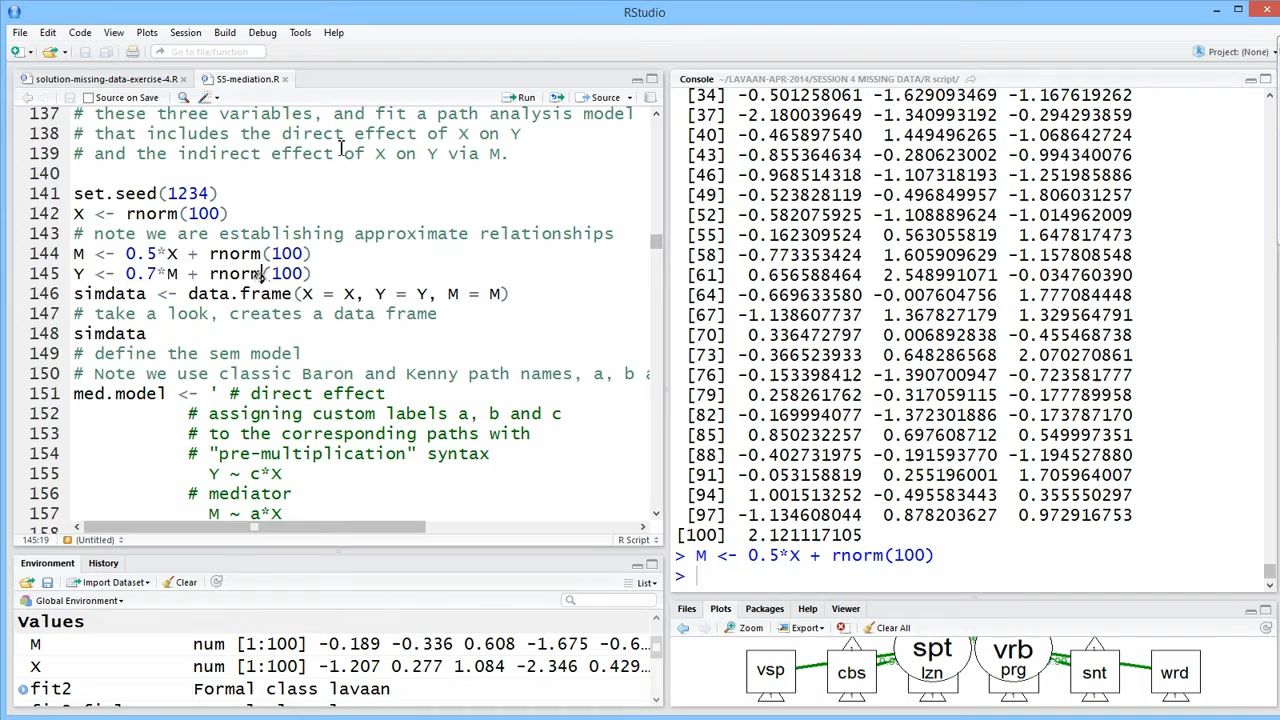 RStudio
File Edit Code View Plots Session Build Debug Tools Help
Go to file/function
Project: (None)
solution-missing-data-exercise-4.R
S5-mediation.R
Source on Save
Run
Source
137 # these three variables, and fit a path analysis model
138 # that includes the direct effect of X on Y
139 # and the indirect effect of X on Y via M.
140
141 set.seed(1234)
142 X <- rnorm(100)
143 # note we are establishing approximate relationships
144 M <- 0.5*X + rnorm(100)
145 Y <- 0.7*M + rnorm(100)
146 simdata <- data.frame(X = X, Y = Y, M = M)
147 # take a look, creates a data frame
148 simdata
149 # define the sem model
150 # Note we use classic Baron and Kenny path names, a, b a
151 med.model <- ' # direct effect
152 # assigning custom labels a, b and c
153 # to the corresponding paths with
154 # "pre-multiplication" syntax
155 Y ~ c*X
156 # mediator
157 M ~ a*X
158
145:19 (Untitled) R Script
Environment History
Import Dataset Clear List
Global Environment
Values
M num [1:100] -0.189 -0.336 0.608 -1.675 -0.6...
X num [1:100] -1.207 0.277 1.084 -2.346 0.429...
fit2 Formal class lavaan
Console ~/LAVAAN-APR-2014/SESSION 4 MISSING DATA/R script/
[34] -0.501258061 -1.629093469 -1.167619262
[37] -2.180039649 -1.340993192 -0.294293859
[40] -0.465897540 1.449496265 -1.068642724
[43] -0.855364634 -0.280623002 -0.994340076
[46] -0.968514318 -1.107318193 -1.251985886
[49] -0.523828119 -0.496849957 -1.806031257
[52] -0.582075925 -1.108889624 -1.014962009
[55] -0.162309524 0.563055819 1.647817473
[58] -0.773353424 1.605909629 -1.157808548
[61] 0.656588464 2.548991071 -0.034760390
[64] -0.669633580 -0.007604756 1.777084448
[67] -1.138607737 1.367827179 1.329564791
[70] 0.336472797 0.006892838 -0.455468738
[73] -0.366523933 0.648286568 2.070270861
[76] -0.153398412 -1.390700947 -0.723581777
[79] 0.258261762 -0.317059115 -0.177789958
[82] -0.169994077 -1.372301886 -0.173787170
[85] 0.850232257 0.697608712 0.549997351
[88] -0.402731975 -0.191593770 -1.194527880
[91] -0.053158819 0.255196001 1.705964007
[94] 1.001513252 -0.495583443 0.355550297
[97] -1.134608044 0.878203627 0.972916753
[100] 2.121117105
> M <- 0.5*X + rnorm(100)
>
Files Plots Packages Help Viewer
Zoom Export Clear All
spt vrb
vsp cbs lzn prg snt wrd